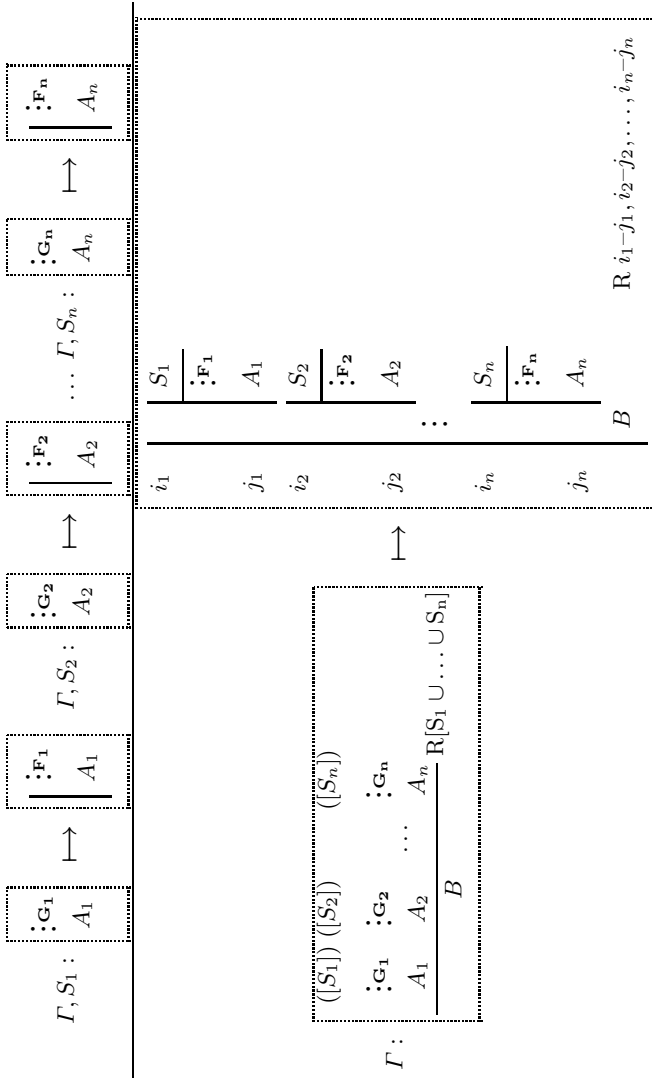 Γ, S₁ : ⋮G₁ ↦ ⋮F₁ Γ, S₂ : ⋮G₂ ↦ ⋮F₂ … Γ, Sₙ : ⋮Gₙ ↦ ⋮Fₙ
A₁ A₁ A₂ A₂ Aₙ Aₙ
i₁ S₁
⋮F₁
j₁ A₁
i₂ S₂
([S₁]) ([S₂]) ([Sₙ])
⋮F₂
⋮G₁ ⋮G₂ ⋮Gₙ
j₂ A₂
Γ : A₁ A₂ … Aₙ ↦
R[S₁ ∪ … ∪ Sₙ]
⋮
B
iₙ Sₙ
⋮Fₙ
jₙ Aₙ
B R i₁–j₁, i₂–j₂, …, iₙ–jₙ